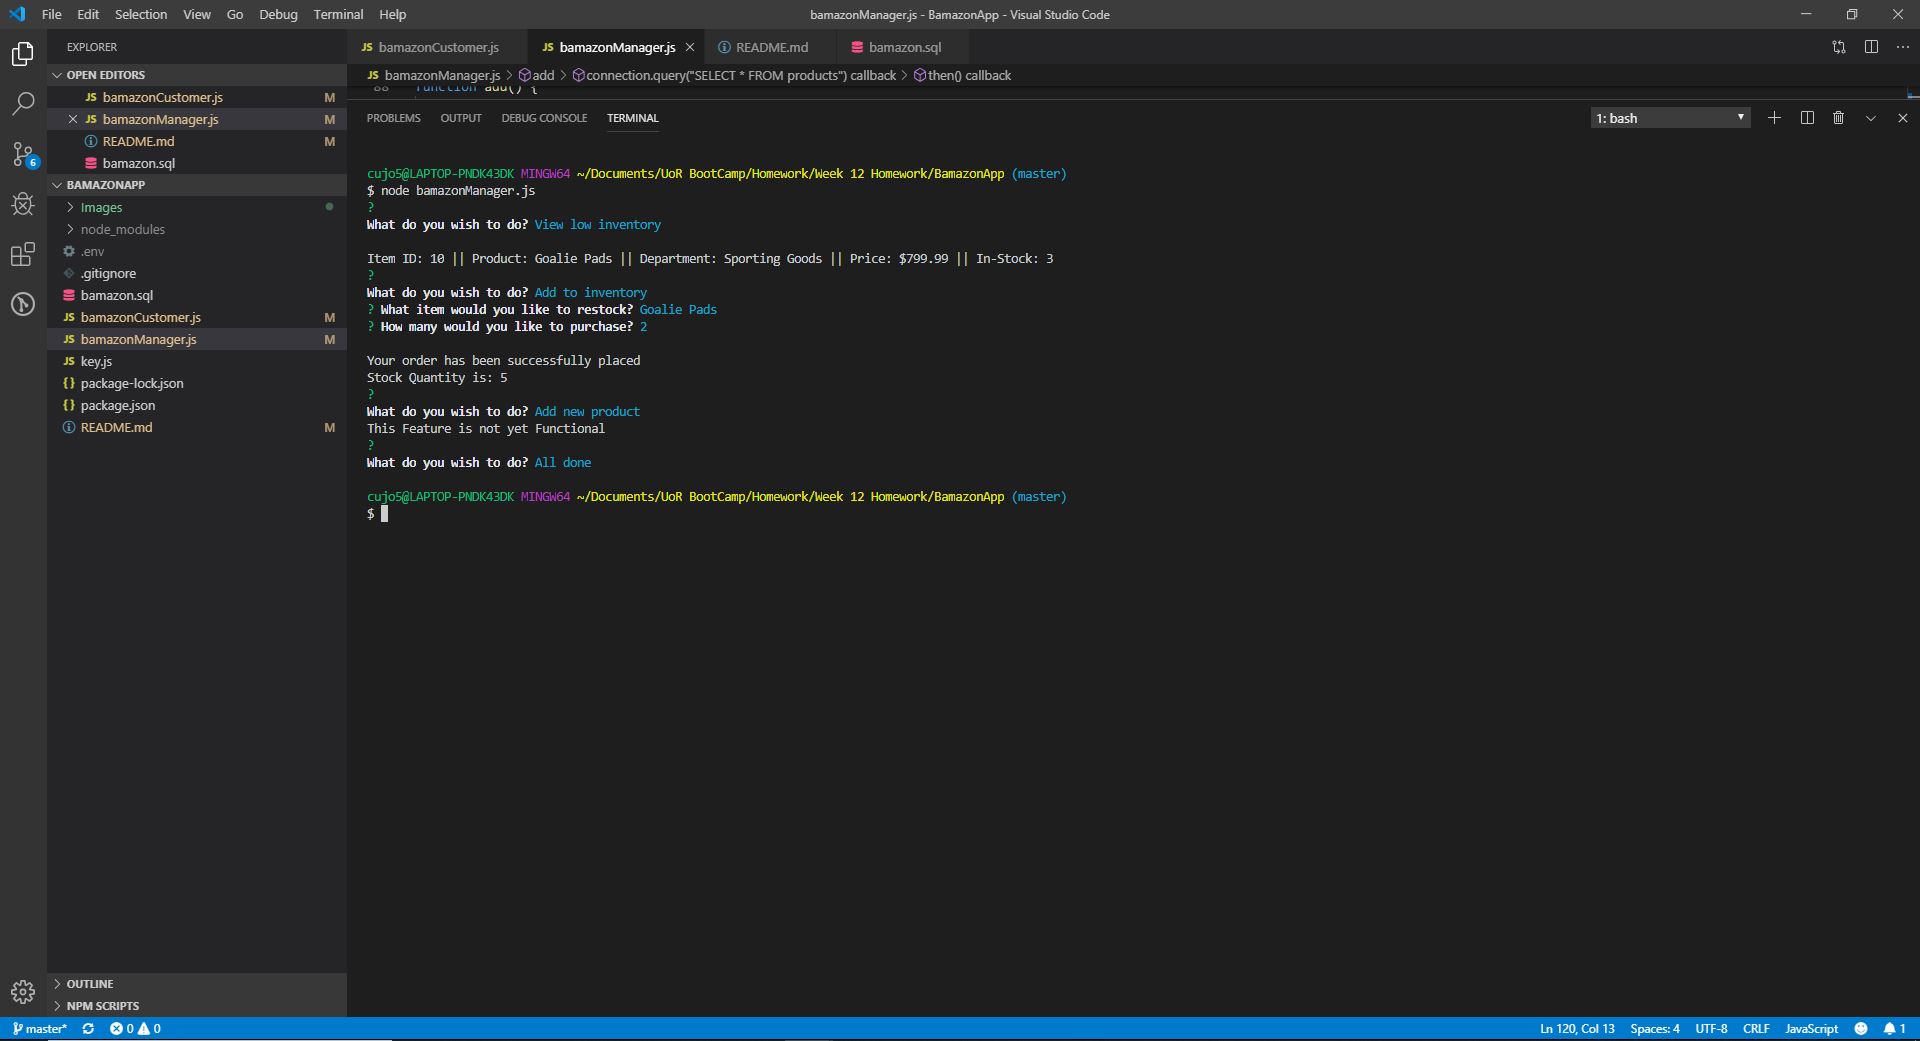 File Edit Selection View Go Debug Terminal Help
bamazonManager.js - BamazonApp - Visual Studio Code
EXPLORER
OPEN EDITORS
JS bamazonCustomer.js M
JS bamazonManager.js M
README.md M
bamazon.sql
BAMAZONAPP
Images
node_modules
.env
.gitignore
bamazon.sql
JS bamazonCustomer.js M
JS bamazonManager.js M
JS key.js
{} package-lock.json
{} package.json
README.md M
OUTLINE
NPM SCRIPTS
6
JS bamazonCustomer.js JS bamazonManager.js README.md bamazon.sql
JS bamazonManager.js > add > connection.query("SELECT * FROM products") callback > then() callback
88 function add() {
PROBLEMS OUTPUT DEBUG CONSOLE TERMINAL
1: bash
cujo5@LAPTOP-PNDK43DK MINGW64 ~/Documents/UoR BootCamp/Homework/Week 12 Homework/BamazonApp (master)
$ node bamazonManager.js
?
What do you wish to do? View low inventory
Item ID: 10 || Product: Goalie Pads || Department: Sporting Goods || Price: $799.99 || In-Stock: 3
?
What do you wish to do? Add to inventory
? What item would you like to restock? Goalie Pads
? How many would you like to purchase? 2
Your order has been successfully placed
Stock Quantity is: 5
?
What do you wish to do? Add new product
This Feature is not yet Functional
?
What do you wish to do? All done
cujo5@LAPTOP-PNDK43DK MINGW64 ~/Documents/UoR BootCamp/Homework/Week 12 Homework/BamazonApp (master)
$
master* 0 0
Ln 120, Col 13 Spaces: 4 UTF-8 CRLF JavaScript 1